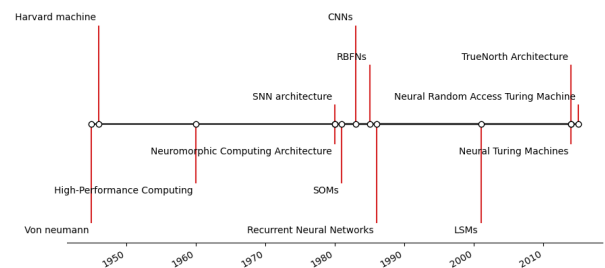 Harvard machine
CNNs
RBFNs
TrueNorth Architecture
SNN architecture
Neural Random Access Turing Machine
Neuromorphic Computing Architecture
Neural Turing Machines
High-Performance Computing
SOMs
Von neumann
Recurrent Neural Networks
LSMs
1950
1960
1970
1980
1990
2000
2010